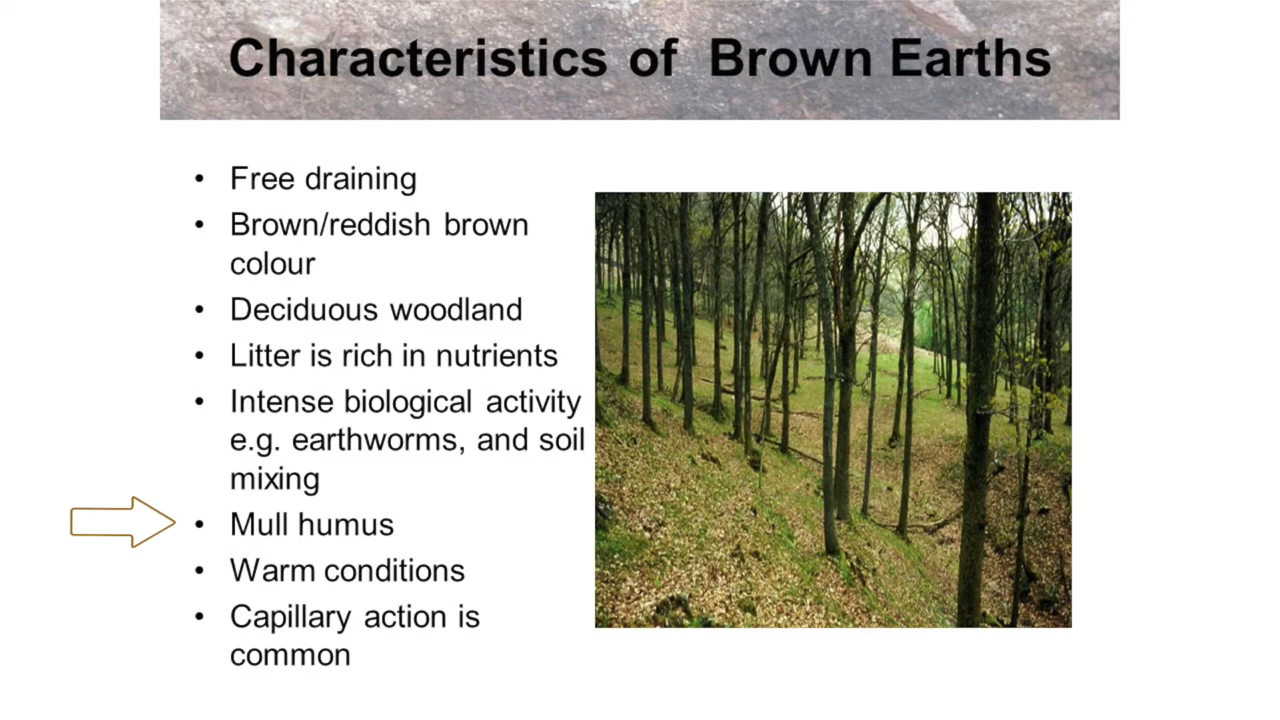 Characteristics of Brown Earths
• Free draining
• Brown/reddish brown
colour
• Deciduous woodland
• Litter is rich in nutrients
• Intense biological activity
e.g. earthworms, and soil
mixing
• Mull humus
• Warm conditions
• Capillary action is
common